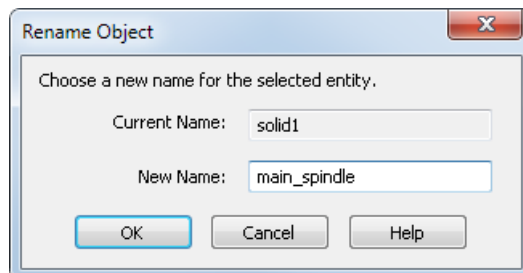 Rename Object
Choose a new name for the selected entity.
Current Name: solid1
New Name: main_spindle
OK Cancel Help